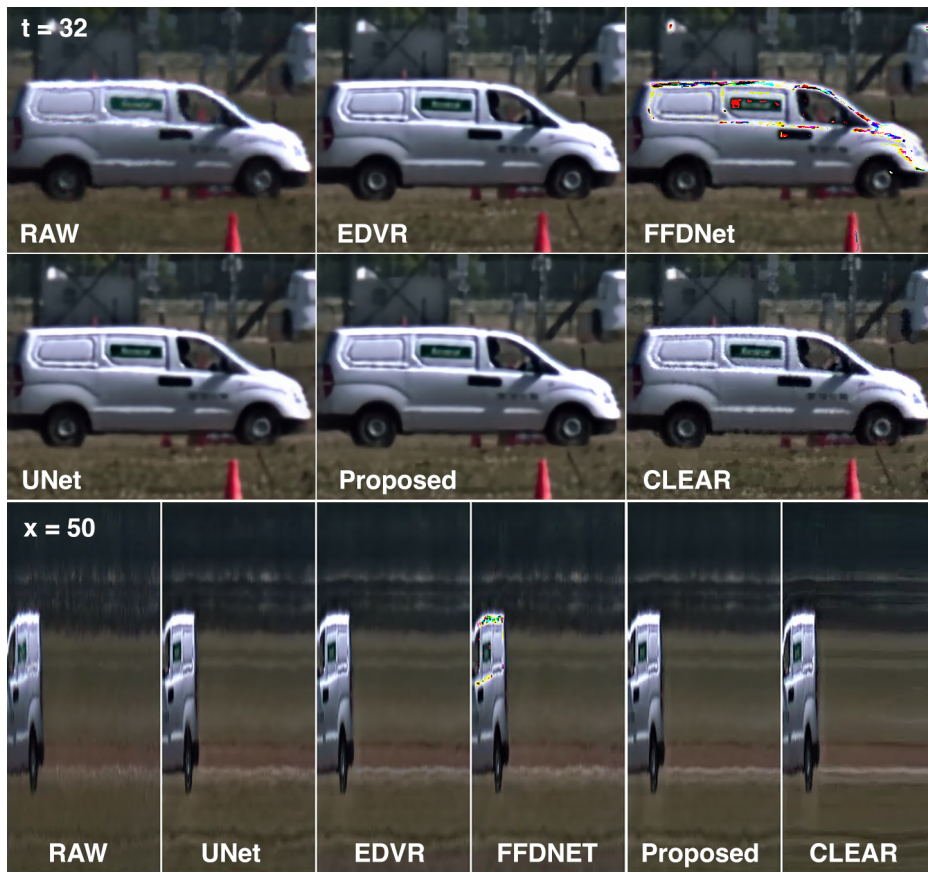 t = 32
RAW
EDVR
FFDNet
UNet
Proposed
CLEAR
x = 50
RAW
UNet
EDVR
FFDNET
Proposed
CLEAR